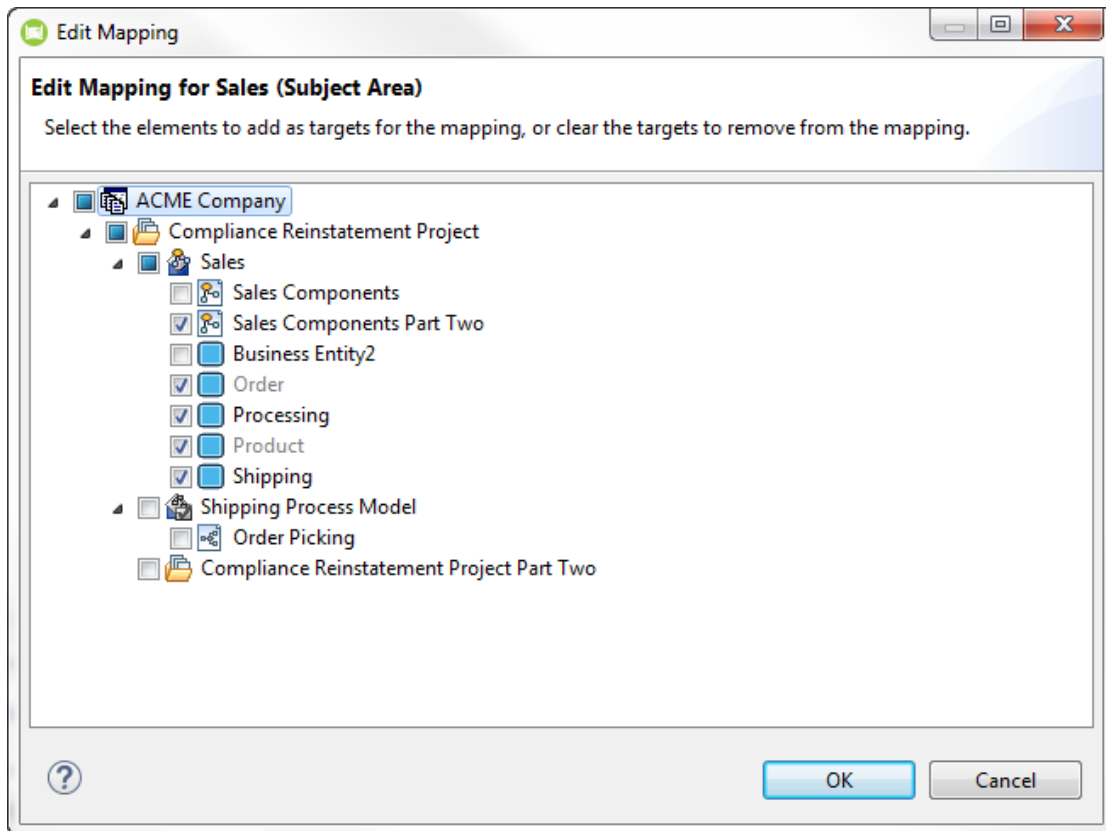 Edit Mapping
Edit Mapping for Sales (Subject Area)
Select the elements to add as targets for the mapping, or clear the targets to remove from the mapping.
ACME Company
Compliance Reinstatement Project
Sales
Sales Components
Sales Components Part Two
Business Entity2
Order
Processing
Product
Shipping
Shipping Process Model
Order Picking
Compliance Reinstatement Project Part Two
?
OK Cancel